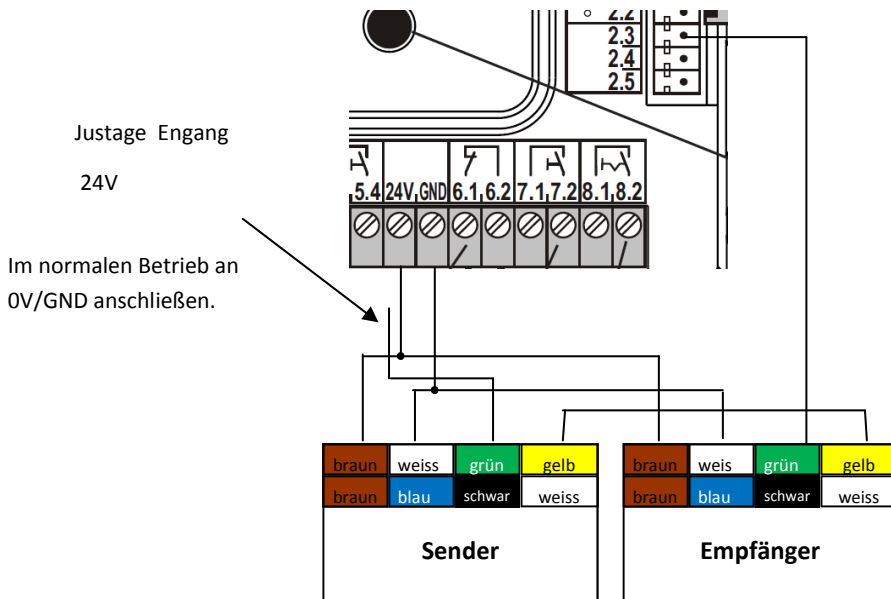 2.2
2.3
2.4
2.5
Justage Engang
24V
5.4 24V GND 6.1 6.2 7.1 7.2 8.1 8.2
Im normalen Betrieb an
0V/GND anschließen.
braun weiss grün gelb
braun blau schwar weiss
Sender
braun weis grün gelb
braun blau schwar weiss
Empfänger